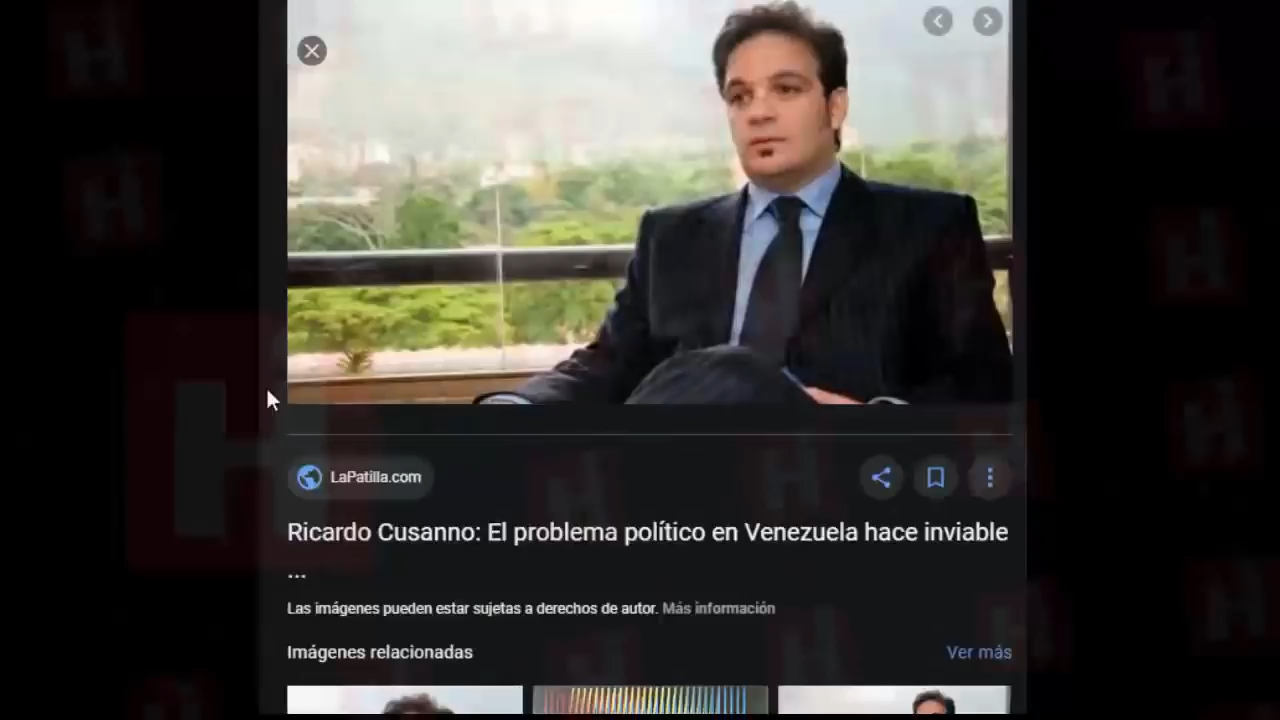 LaPatilla.com
Ricardo Cusanno: El problema político en Venezuela hace inviable
...
Las imágenes pueden estar sujetas a derechos de autor. Más información
Imágenes relacionadas
Ver más